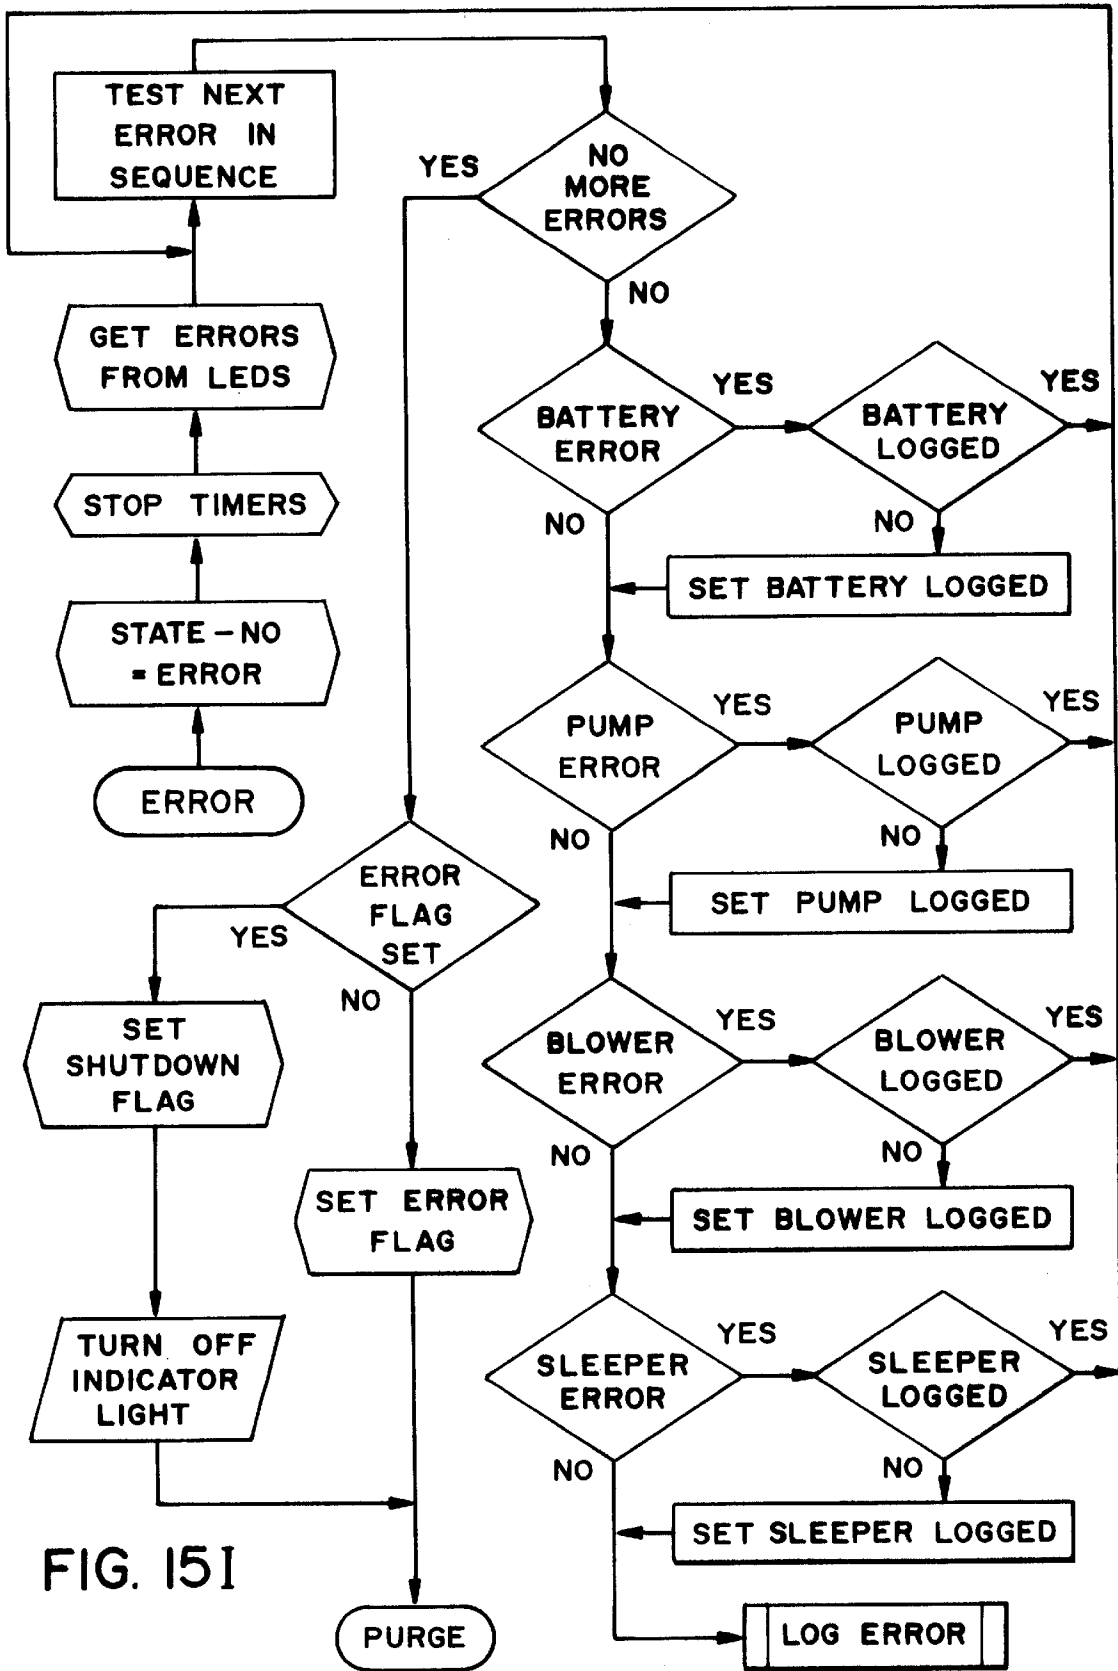 TEST NEXT
ERROR IN
SEQUENCE
YES
NO
MORE
ERRORS
NO
GET ERRORS
FROM LEDS
BATTERY
ERROR
YES
BATTERY
LOGGED
YES
NO
NO
STOP TIMERS
SET BATTERY LOGGED
STATE-NO
= ERROR
PUMP
ERROR
YES
PUMP
LOGGED
YES
NO
NO
ERROR
SET PUMP LOGGED
ERROR
FLAG
SET
YES
NO
SET
SHUTDOWN
FLAG
BLOWER
ERROR
YES
BLOWER
LOGGED
YES
NO
NO
SET ERROR
FLAG
SET BLOWER LOGGED
TURN OFF
INDICATOR
LIGHT
SLEEPER
ERROR
YES
SLEEPER
LOGGED
YES
NO
NO
SET SLEEPER LOGGED
FIG. 15I
PURGE
LOG ERROR